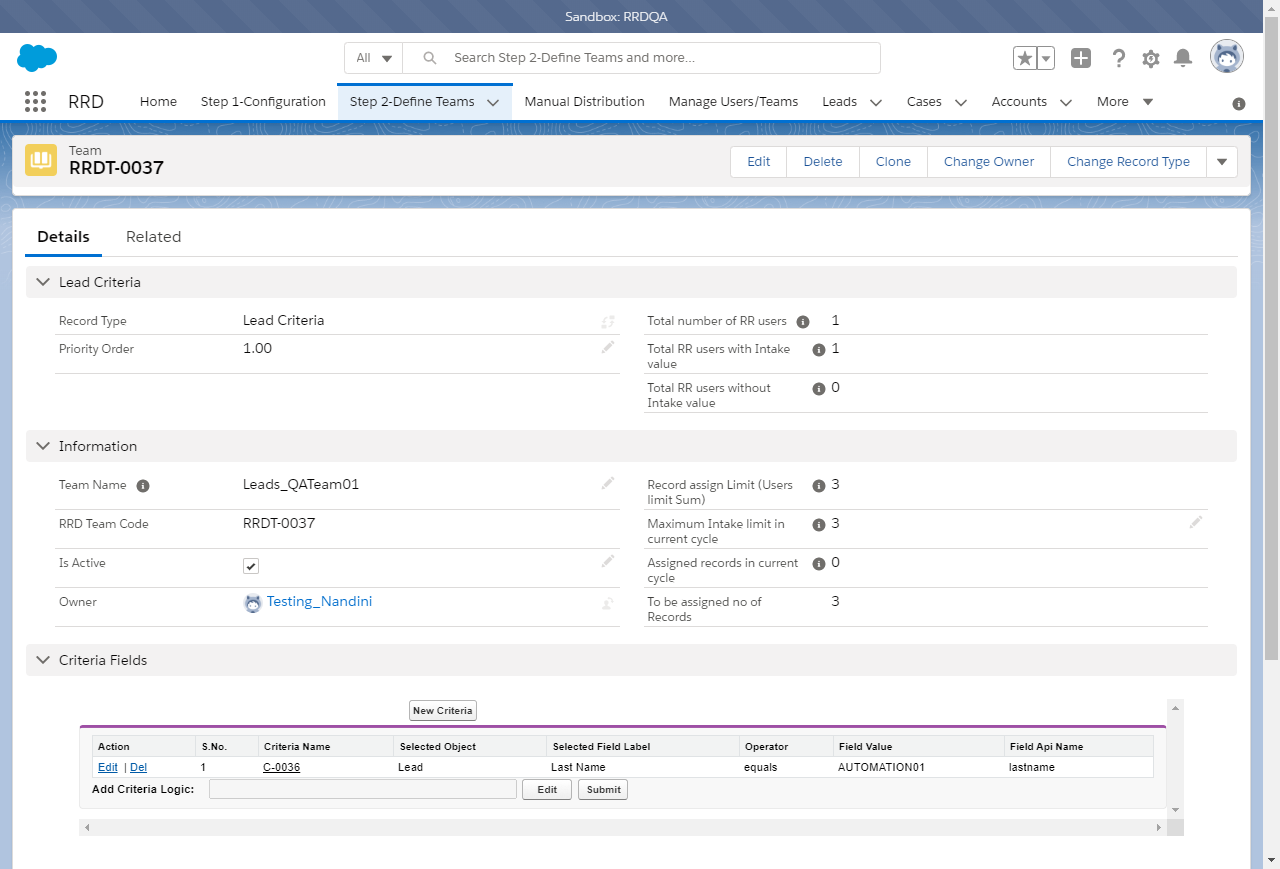 Sandbox: RRDQA
All
Search Step 2-Define Teams and more...
RRD Home Step 1-Configuration Step 2-Define Teams Manual Distribution Manage Users/Teams Leads Cases Accounts More
Team
RRDT-0037
Edit Delete Clone Change Owner Change Record Type
Details Related
Lead Criteria
Record Type Lead Criteria
Total number of RR users 1
Priority Order 1.00
Total RR users with Intake
value 1
Total RR users without
Intake value 0
Information
Team Name Leads_QATeam01
Record assign Limit (Users
limit Sum) 3
RRD Team Code RRDT-0037
Maximum Intake limit in
current cycle 3
Is Active
Assigned records in current
cycle 0
Owner Testing_Nandini
To be assigned no of
Records 3
Criteria Fields
New Criteria
Action S.No. Criteria Name Selected Object Selected Field Label Operator Field Value Field Api Name
Edit | Del 1 C-0036 Lead Last Name equals AUTOMATION01 lastname
Add Criteria Logic: Edit Submit